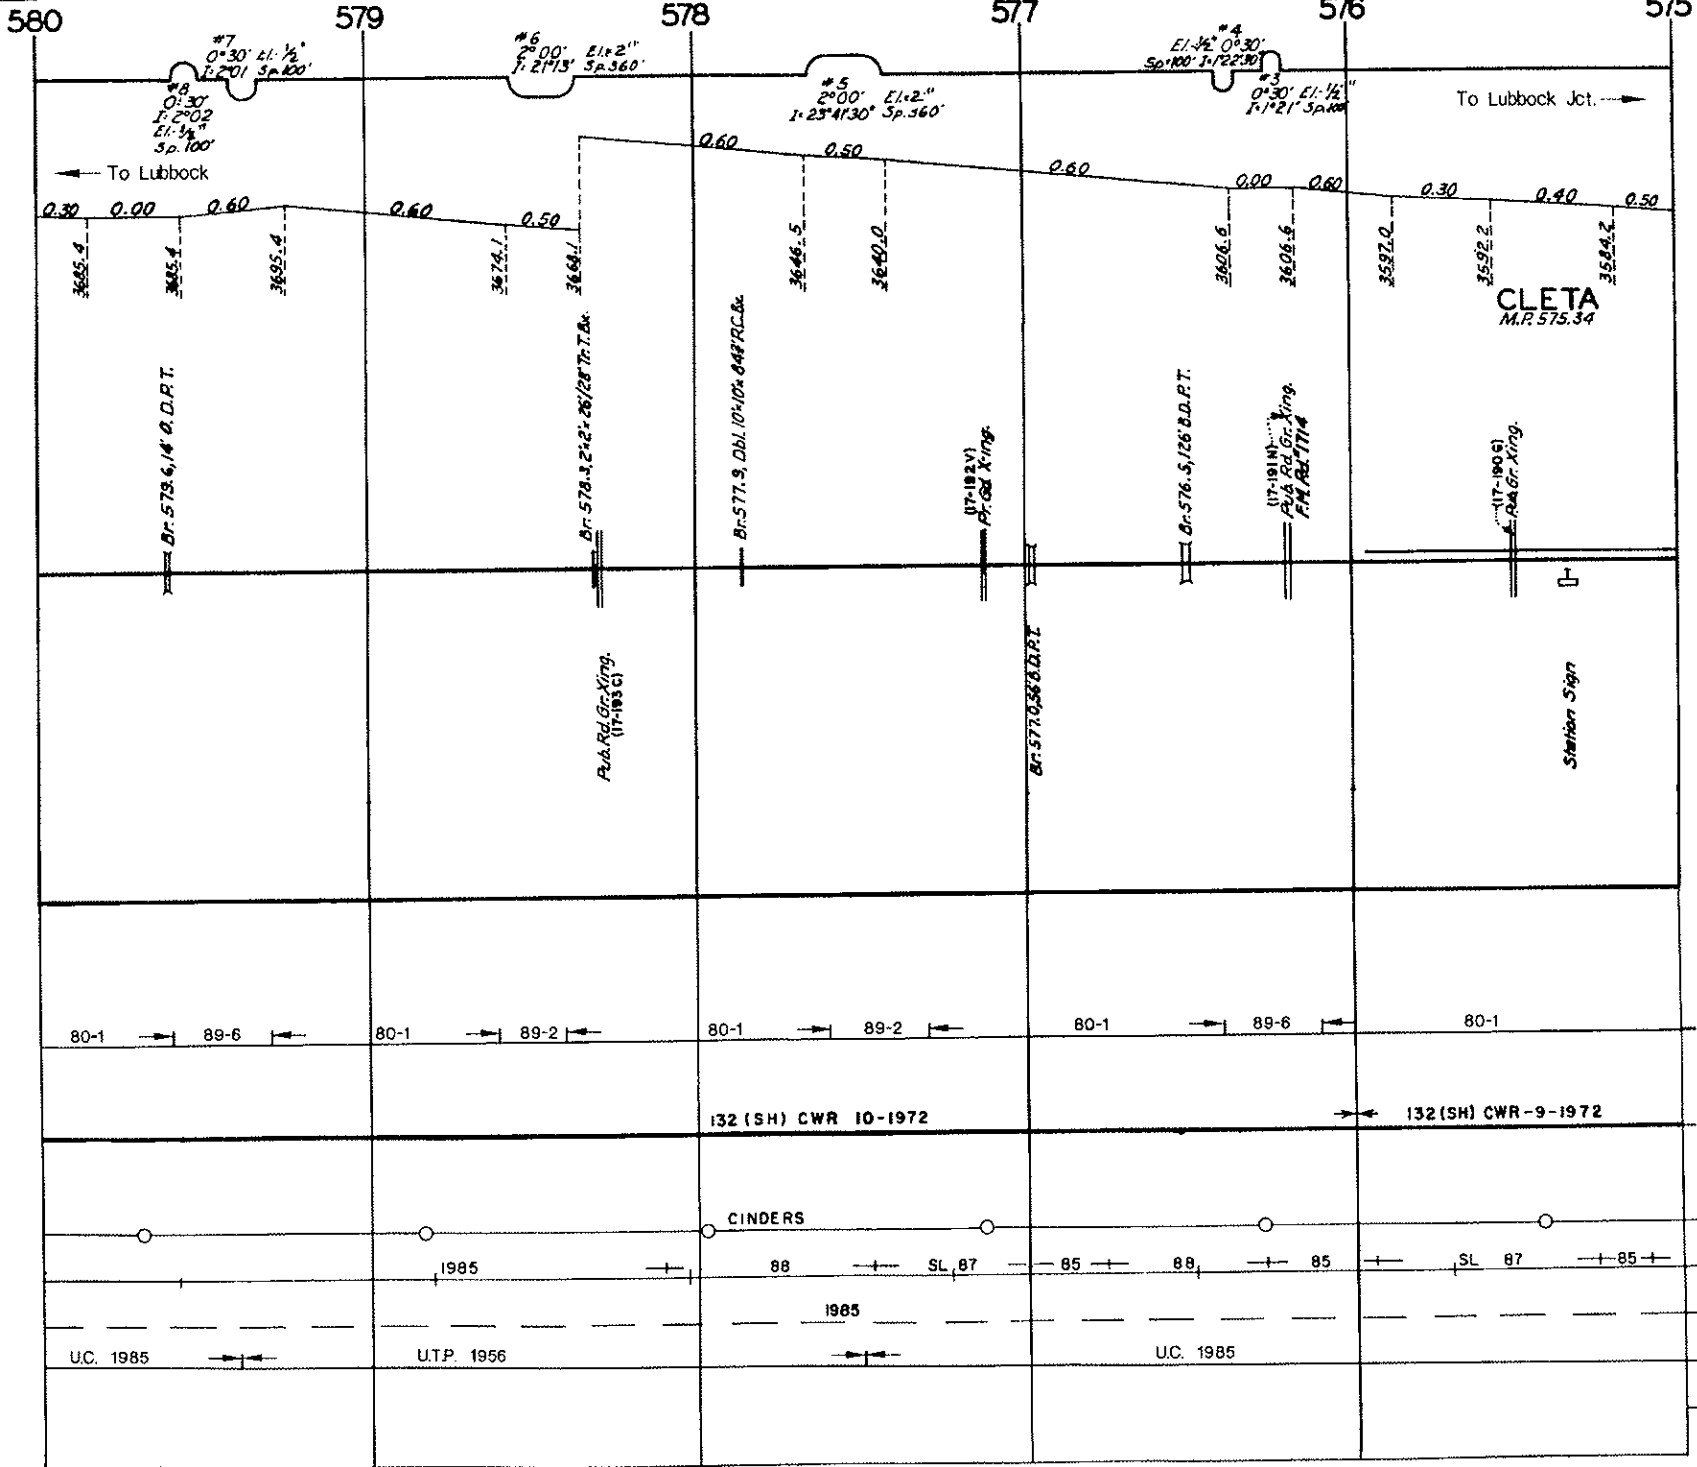 580 579 578 577 576 575
#7
0°30' El.-½"
I: 2°01 Sp.100'
#8
0°30'
I: 2°02
El-½"
Sp.100'
#6
2°00' El.=2"
I: 21°13' Sp.360'
#5
2°00' El.=2"
I=23°41'30" Sp.360'
#4
El.-½" 0°30'
Sp=100' I=1°22'30"
#3
0°30' El.-½"
I=1°21' Sp.100'
To Lubbock Jct.
To Lubbock
0.30 0.00 0.60 0.60 0.50 0.60 0.50 0.60 0.00 0.60 0.30 0.40 0.50
3685.4
3685.4
3695.4
3674.1
3668.1
3646.5
3640.0
3606.6
3606.6
3597.0
3592.2
3584.2
CLETA
M.P. 575.34
Br. 579.6, 14' O.D.P.T.
Br. 578.3, 2'x2'x26'/28' Tr. T. Bx.
Br. 577.9, Dbl. 10'x10'x R.C. Bx.
(17-192 V)
Pr. Gd. X-ing.
Br. 576.5, 126' B.D.P.T.
(17-191 N)
Pub. Rd. Gr. Xing.
F.M. Rd. #1714
(17-190 G)
Pub. Gr. Xing.
Pub. Rd. Gr. Xing.
(17-193 C)
Br. 577.0, 56' B.D.P.T.
Station Sign
80-1 89-6 80-1 89-2 80-1 89-2 80-1 89-6 80-1
132 (SH) CWR 10-1972 132 (SH) CWR-9-1972
CINDERS
1985 88 SL 87 85 88 85 SL 87 85
1985
U.C. 1985 U.T.P. 1956 U.C. 1985